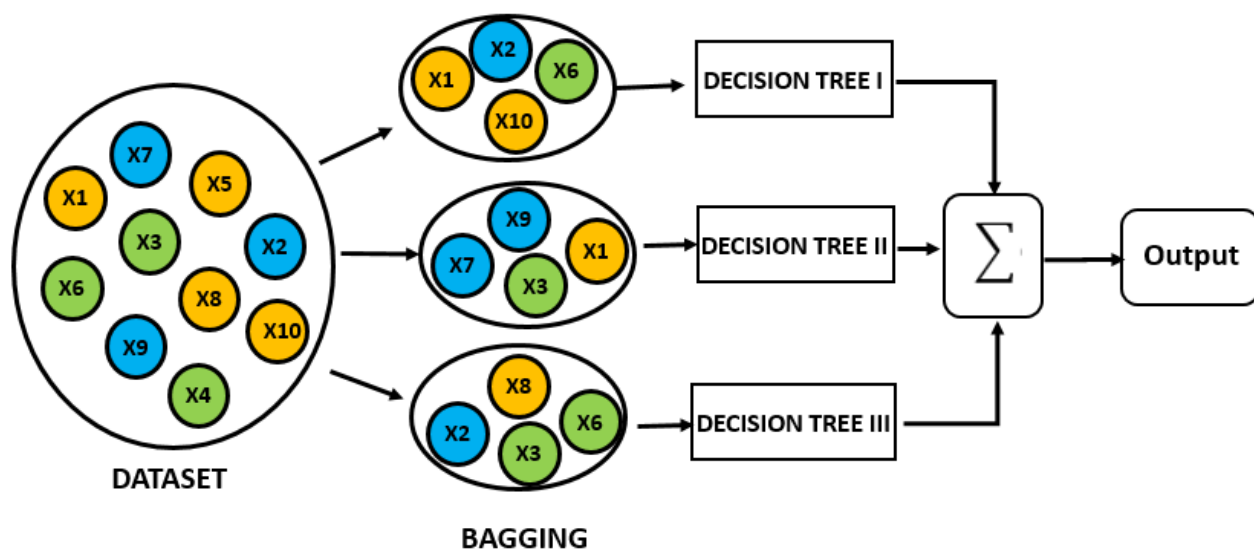 X7
X1
X5
X3
X2
X6
X8
X10
X9
X4
DATASET
X2
X1
X6
X10
X9
X1
X7
X3
X8
X2
X6
X3
BAGGING
DECISION TREE I
DECISION TREE II
DECISION TREE III
∑
Output